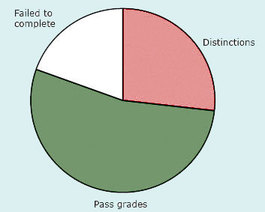 Failed to
complete
Distinctions
Pass grades